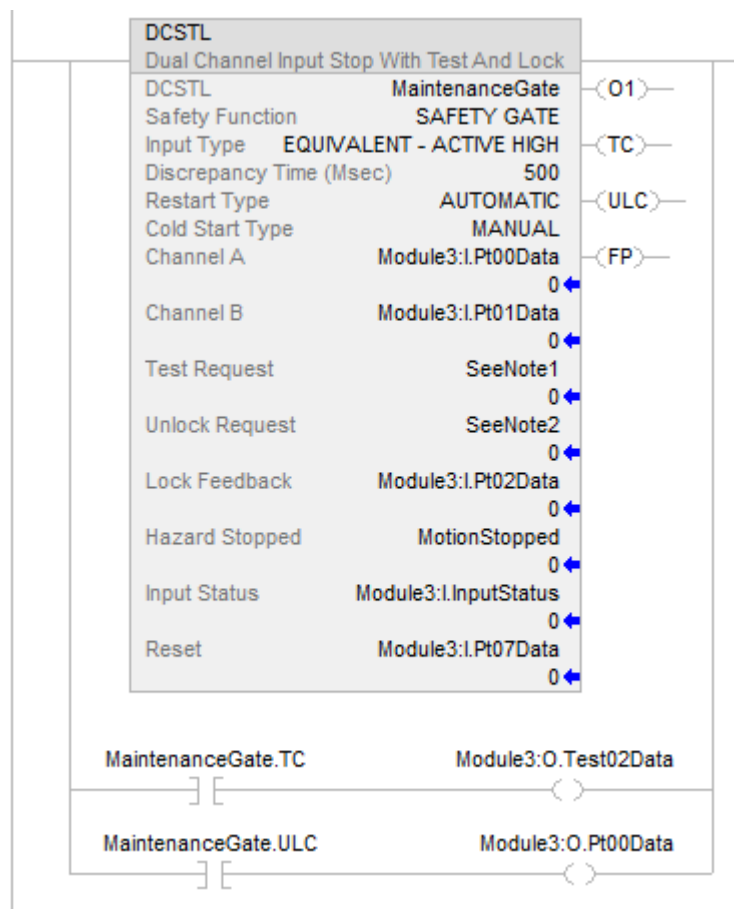 DCSTL
Dual Channel Input Stop With Test And Lock
DCSTL MaintenanceGate (O1)
Safety Function SAFETY GATE
Input Type EQUIVALENT - ACTIVE HIGH (TC)
Discrepancy Time (Msec) 500
Restart Type AUTOMATIC (ULC)
Cold Start Type MANUAL
Channel A Module3:I.Pt00Data (FP)
0
Channel B Module3:I.Pt01Data
0
Test Request SeeNote1
0
Unlock Request SeeNote2
0
Lock Feedback Module3:I.Pt02Data
0
Hazard Stopped MotionStopped
0
Input Status Module3:I.InputStatus
0
Reset Module3:I.Pt07Data
0
MaintenanceGate.TC Module3:O.Test02Data
MaintenanceGate.ULC Module3:O.Pt00Data